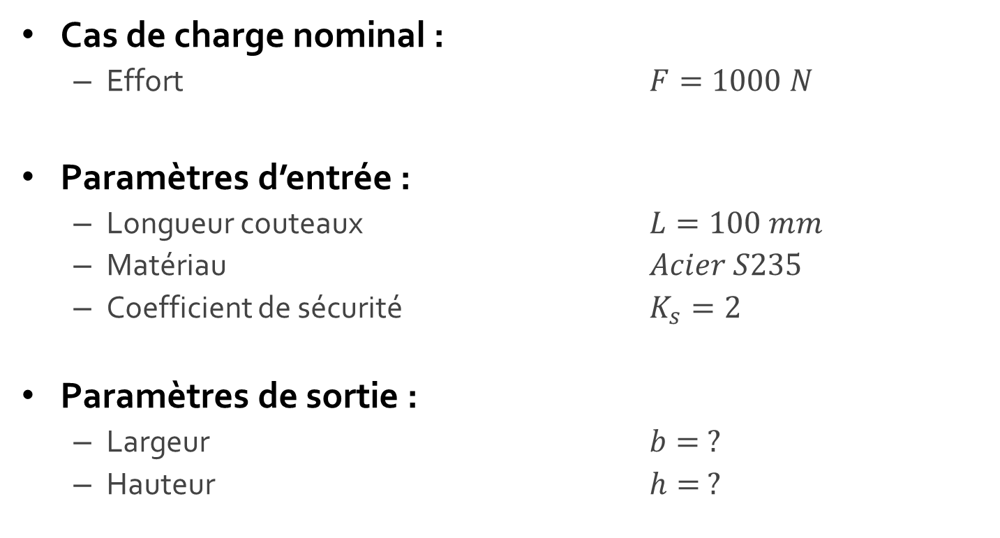 • Cas de charge nominal :
– Effort F = 1000 N
• Paramètres d’entrée :
– Longueur couteaux L = 100 mm
– Matériau Acier S235
– Coefficient de sécurité Kₛ = 2
• Paramètres de sortie :
– Largeur b = ?
– Hauteur h = ?